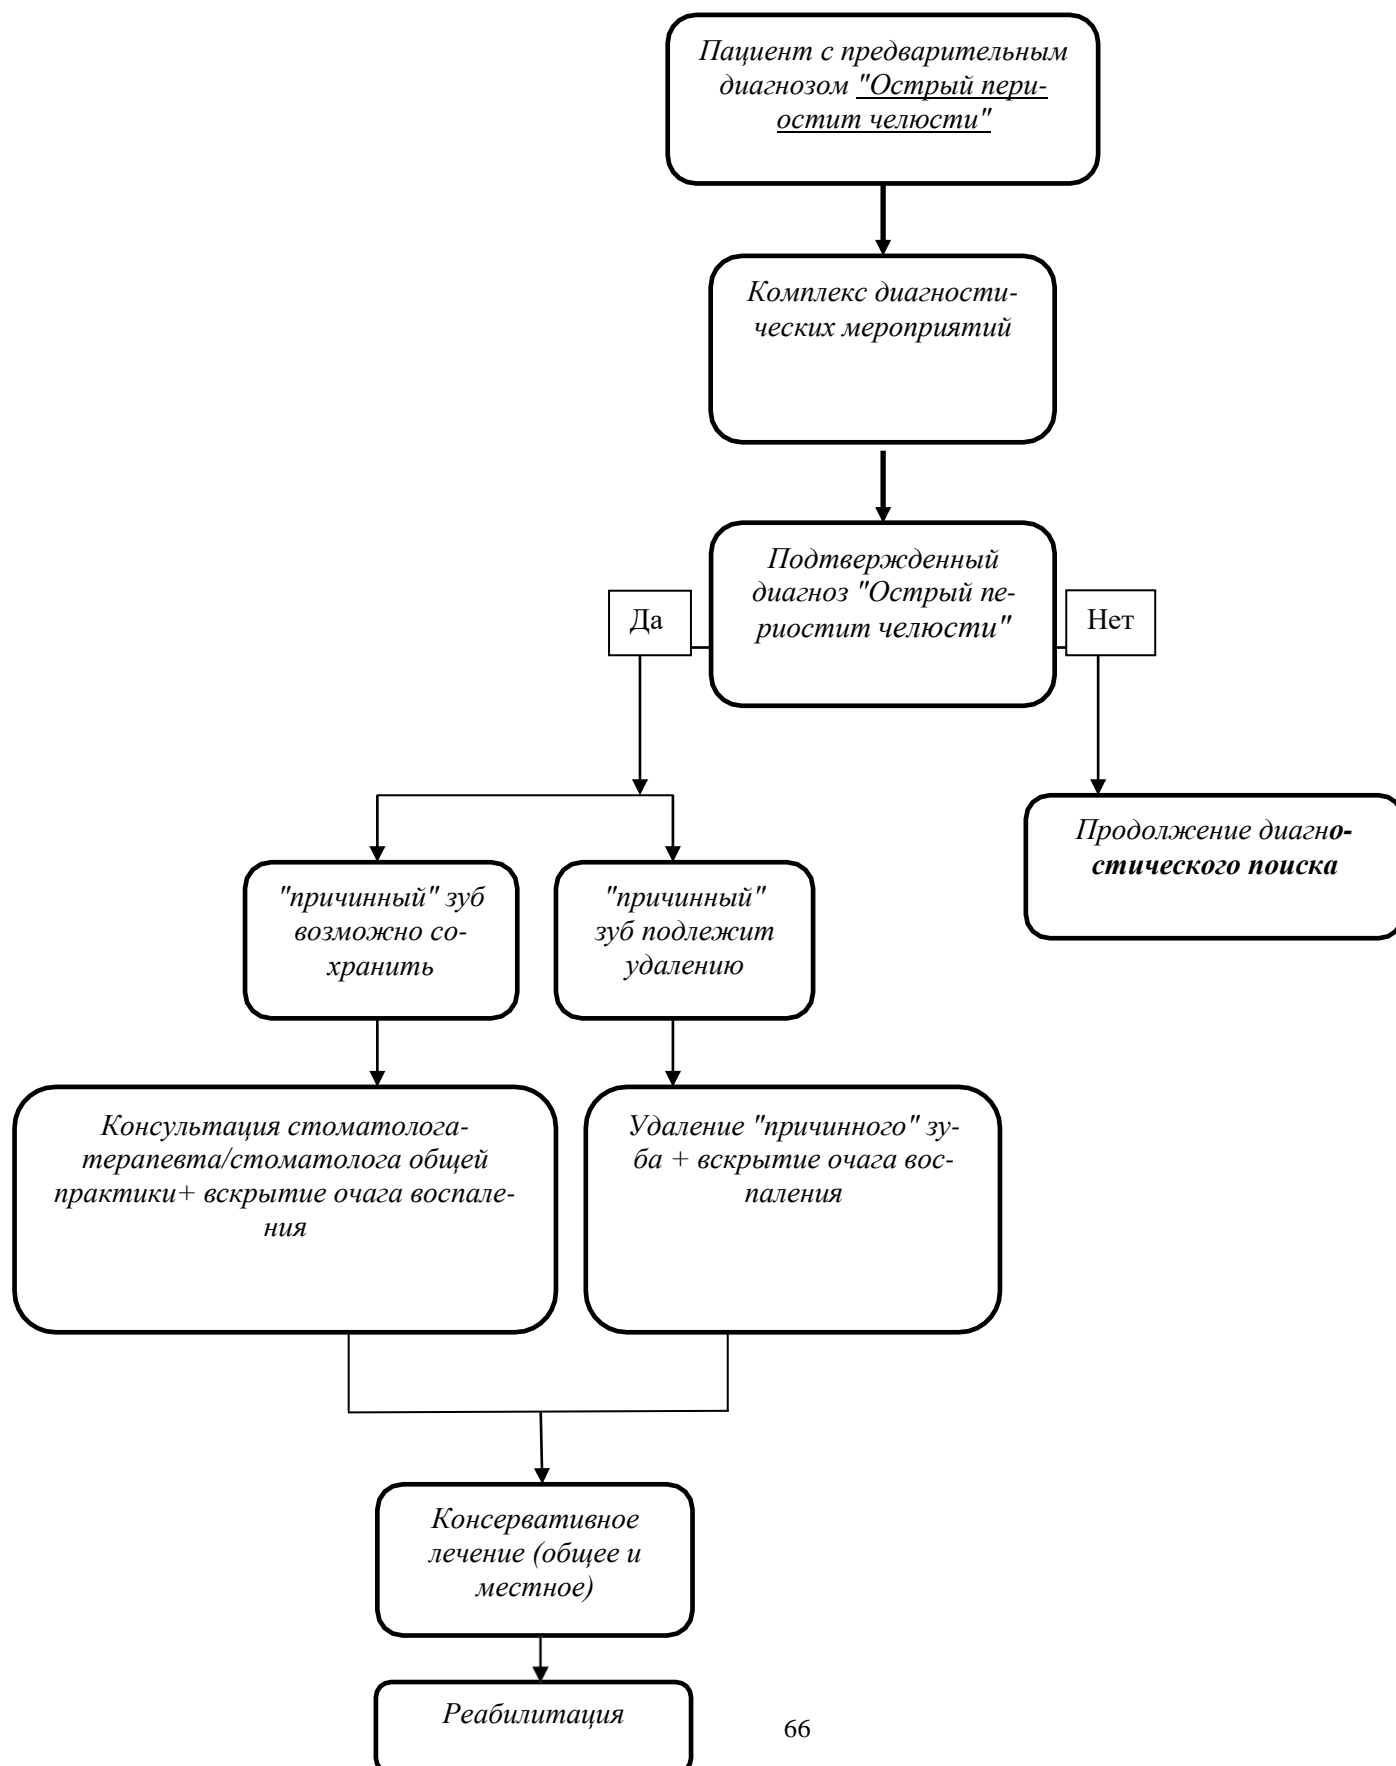 Пациент с предварительным
диагнозом "Острый пери-
остит челюсти"
Комплекс диагности-
ческих мероприятий
Подтвержденный
диагноз "Острый пе-
риостит челюсти"
Да
Нет
Продолжение диагно-
стического поиска
"причинный" зуб
возможно со-
хранить
"причинный"
зуб подлежит
удалению
Консультация стоматолога-
терапевта/стоматолога общей
практики+ вскрытие очага воспале-
ния
Удаление "причинного" зу-
ба + вскрытие очага вос-
паления
Консервативное
лечение (общее и
местное)
Реабилитация
66